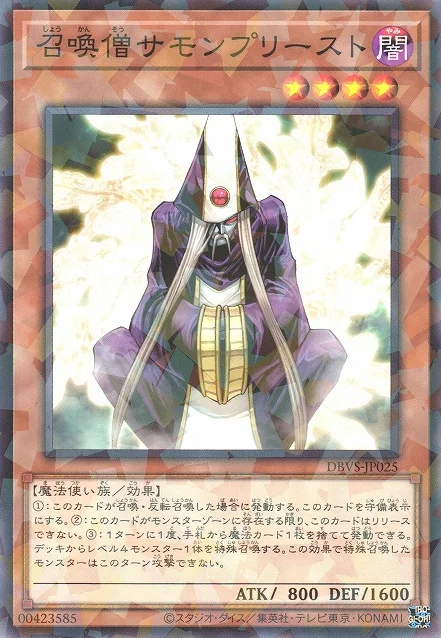 召喚僧サモンプリースト 闇
DBVS-JP025
【魔法使い族／効果】
①:このカードが召喚・反転召喚した場合に発動する。このカードを守備表示
にする。②:このカードがモンスターゾーンに存在する限り、このカードはリリース
できない。③:1ターンに1度、手札から魔法カード1枚を捨てて発動できる。
デッキからレベル4モンスター1体を特殊召喚する。この効果で特殊召喚した
モンスターはこのターン攻撃できない。
ATK/ 800 DEF/1600
00423585 ©スタジオ・ダイス/集英社・テレビ東京・KONAMI